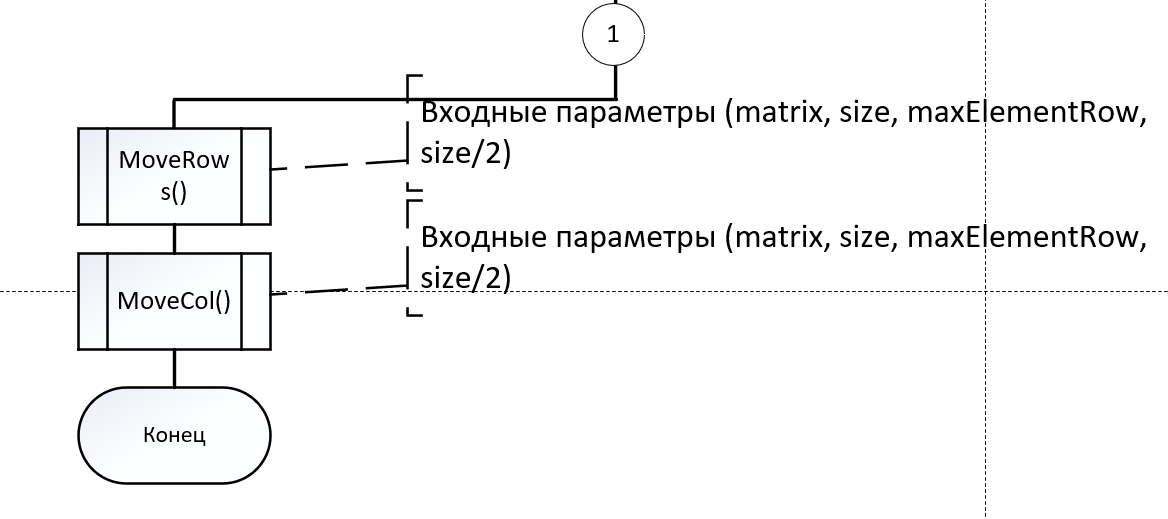 1
Входные параметры (matrix, size, maxElementRow,
size/2)
MoveRow
s()
Входные параметры (matrix, size, maxElementRow,
size/2)
MoveCol()
Конец